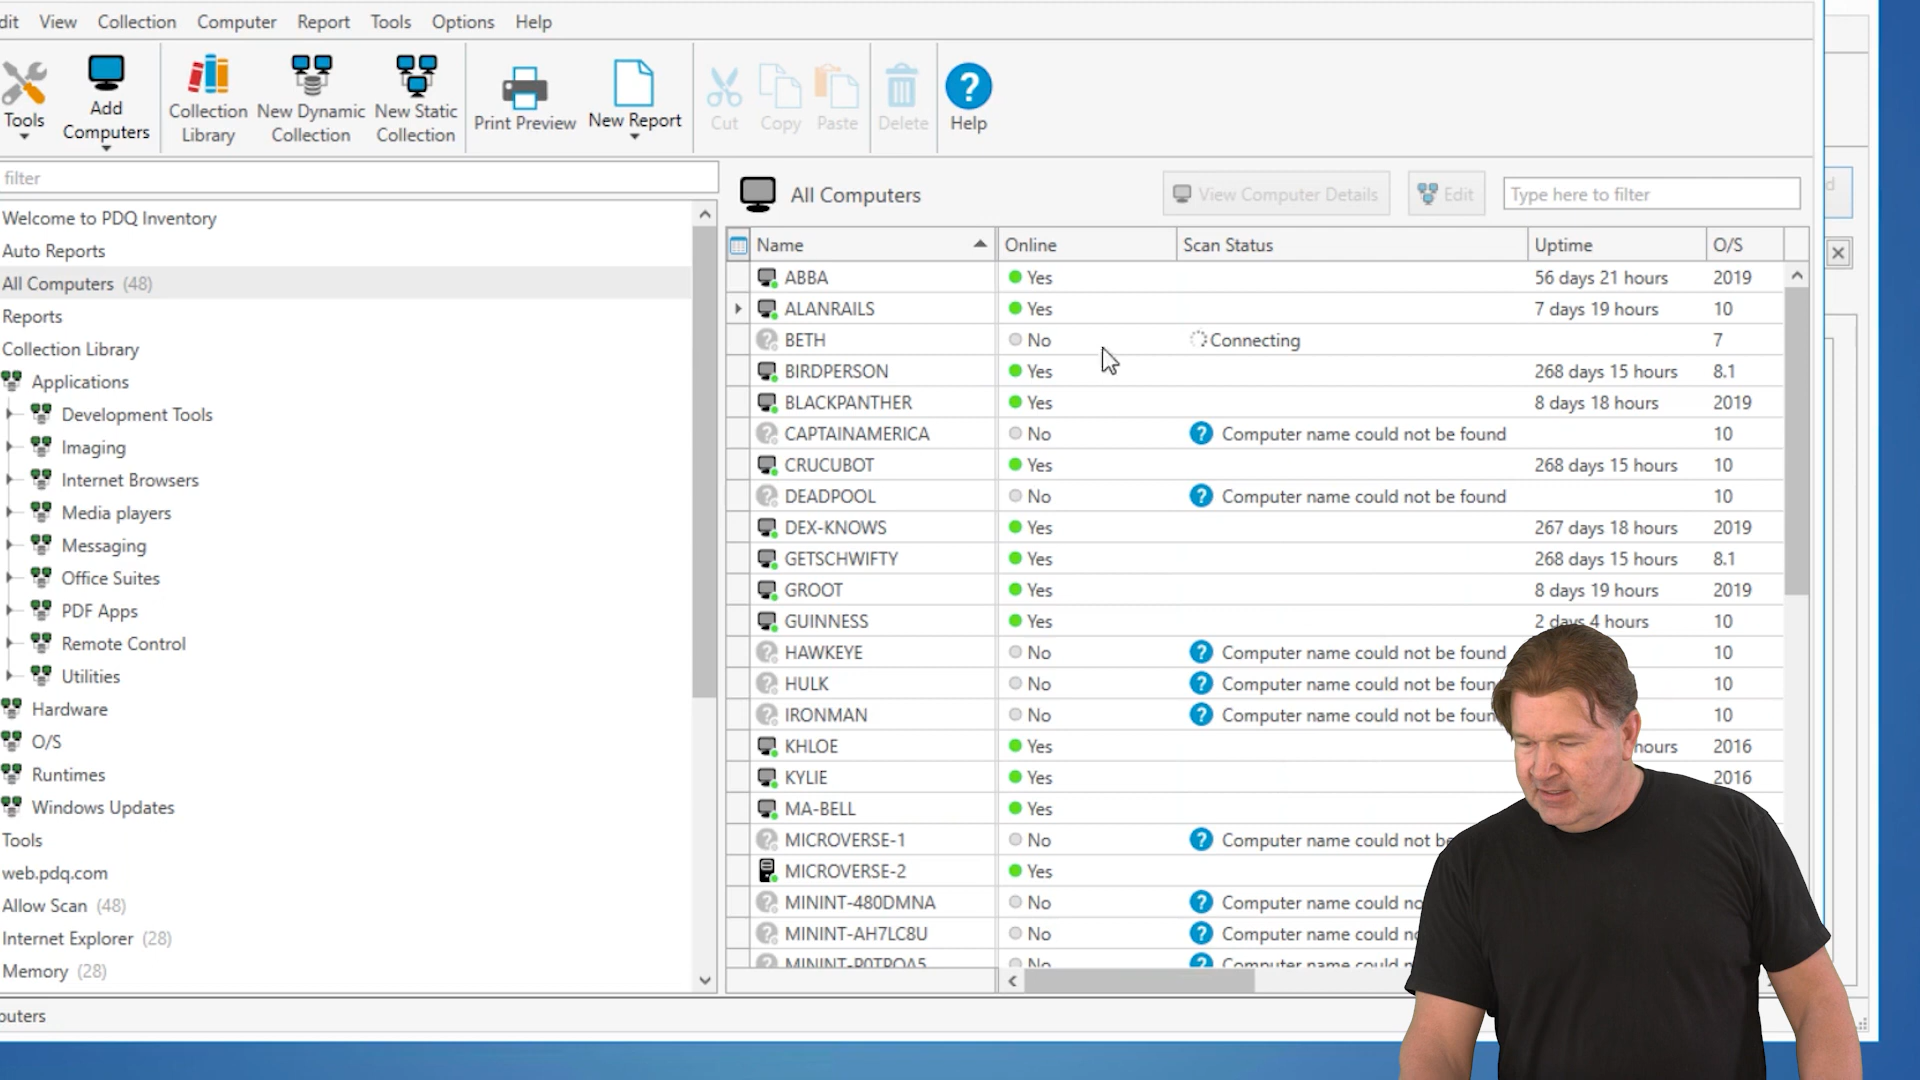 dit View Collection Computer Report Tools Options Help
Tools
Add Computers
Collection Library
New Dynamic Collection
New Static Collection
Print Preview
New Report
Cut
Copy
Paste
Delete
Help
filter
Welcome to PDQ Inventory
Auto Reports
All Computers (48)
Reports
Collection Library
Applications
Development Tools
Imaging
Internet Browsers
Media players
Messaging
Office Suites
PDF Apps
Remote Control
Utilities
Hardware
O/S
Runtimes
Windows Updates
Tools
web.pdq.com
Allow Scan (48)
Internet Explorer (28)
Memory (28)
All Computers View Computer Details Edit Type here to filter
Name Online Scan Status Uptime O/S
ABBA Yes 56 days 21 hours 2019
ALANRAILS Yes 7 days 19 hours 10
BETH No Connecting 7
BIRDPERSON Yes 268 days 15 hours 8.1
BLACKPANTHER Yes 8 days 18 hours 2019
CAPTAINAMERICA No Computer name could not be found 10
CRUCUBOT Yes 268 days 15 hours 10
DEADPOOL No Computer name could not be found 10
DEX-KNOWS Yes 267 days 18 hours 2019
GETSCHWIFTY Yes 268 days 15 hours 8.1
GROOT Yes 8 days 19 hours 2019
GUINNESS Yes 2 days 4 hours 10
HAWKEYE No Computer name could not be found 10
HULK No Computer name could not be foun 10
IRONMAN No Computer name could not be foun 10
KHLOE Yes hours 2016
KYLIE Yes 2016
MA-BELL Yes
MICROVERSE-1 No Computer name could not be
MICROVERSE-2 Yes
MININT-480DMNA No Computer name could no
MININT-AH7LC8U No Computer name could n
No Computer name could not
puters